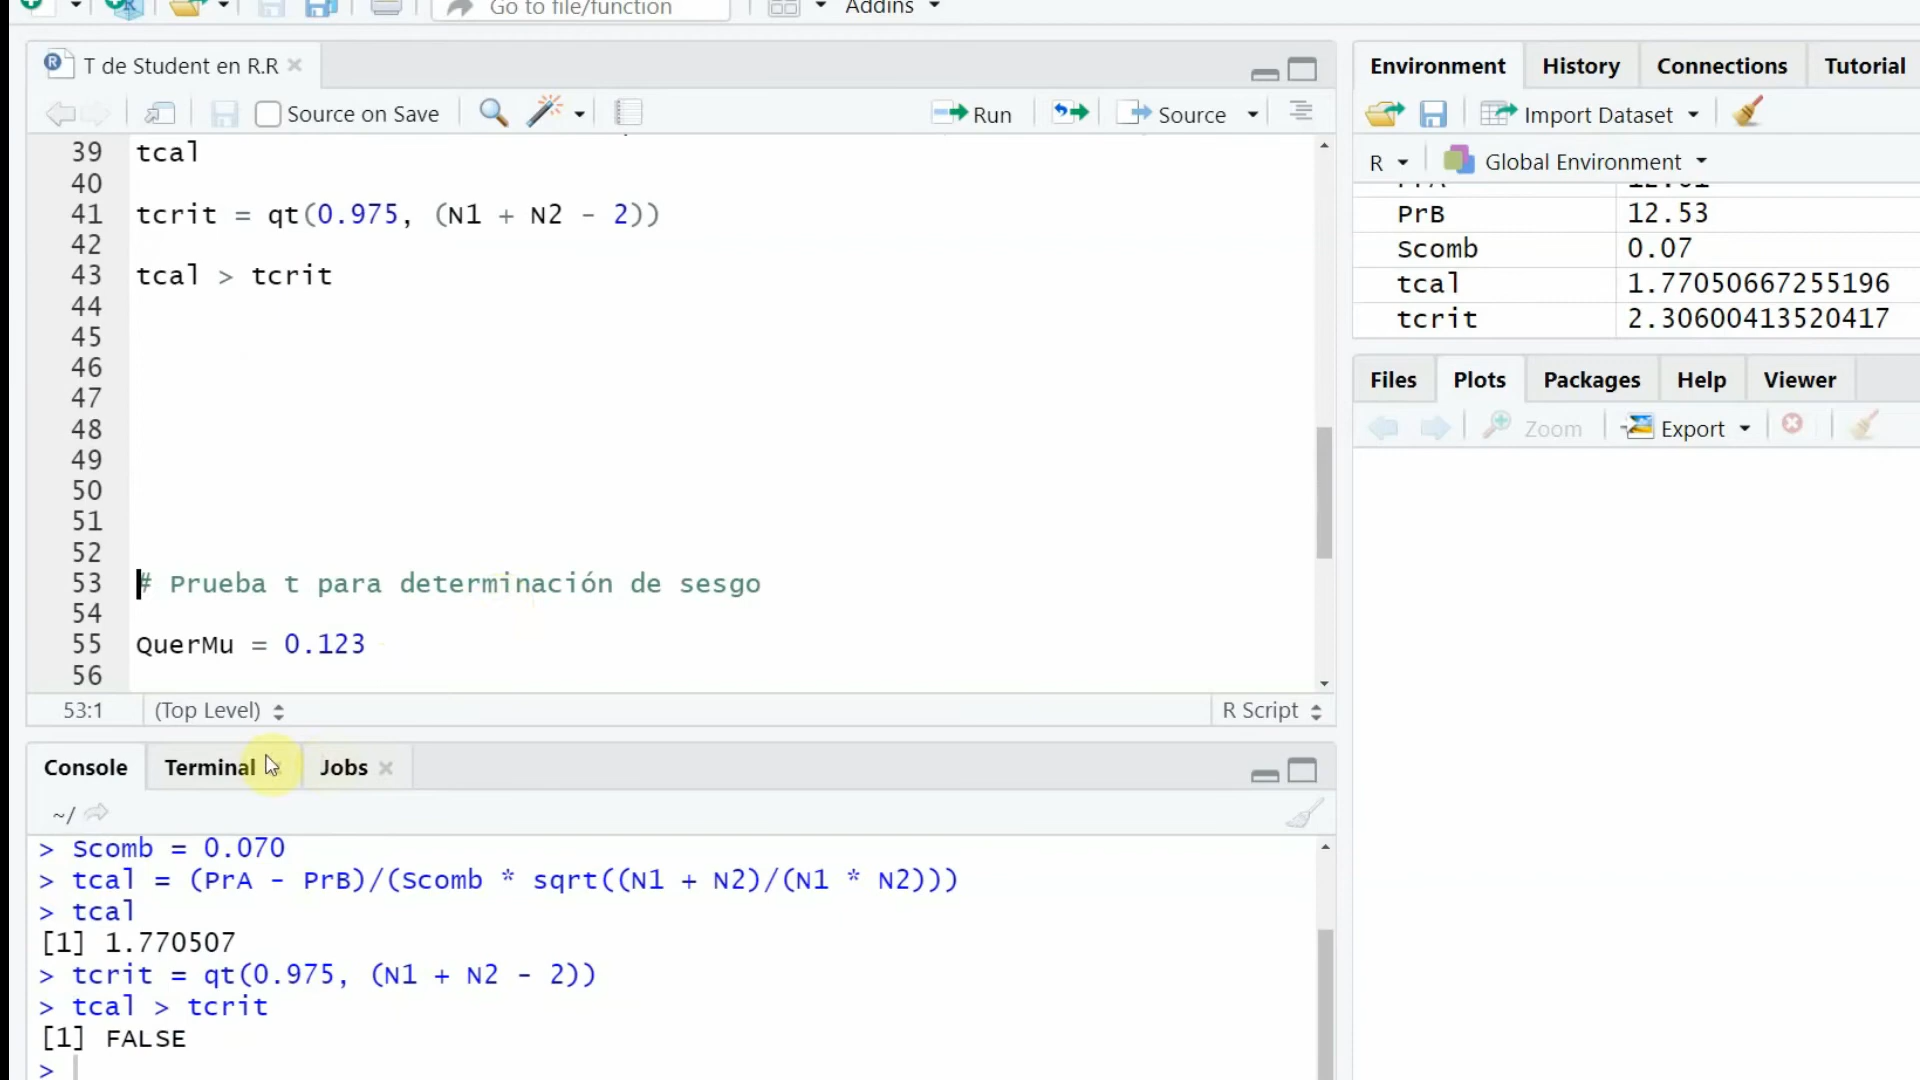 Go to file/function
Addins
T de Student en R.R
Source on Save
Run
Source
39 tcal
40
41 tcrit = qt(0.975, (N1 + N2 - 2))
42
43 tcal > tcrit
44
45
46
47
48
49
50
51
52
53 # Prueba t para determinación de sesgo
54
55 QuerMu = 0.123
56
53:1 (Top Level) R Script
Console Terminal Jobs
~/
> Scomb = 0.070
> tcal = (PrA - PrB)/(Scomb * sqrt((N1 + N2)/(N1 * N2)))
> tcal
[1] 1.770507
> tcrit = qt(0.975, (N1 + N2 - 2))
> tcal > tcrit
[1] FALSE
>
Environment History Connections Tutorial
Import Dataset
R Global Environment
PrB 12.53
Scomb 0.07
tcal 1.77050667255196
tcrit 2.30600413520417
Files Plots Packages Help Viewer
Zoom Export